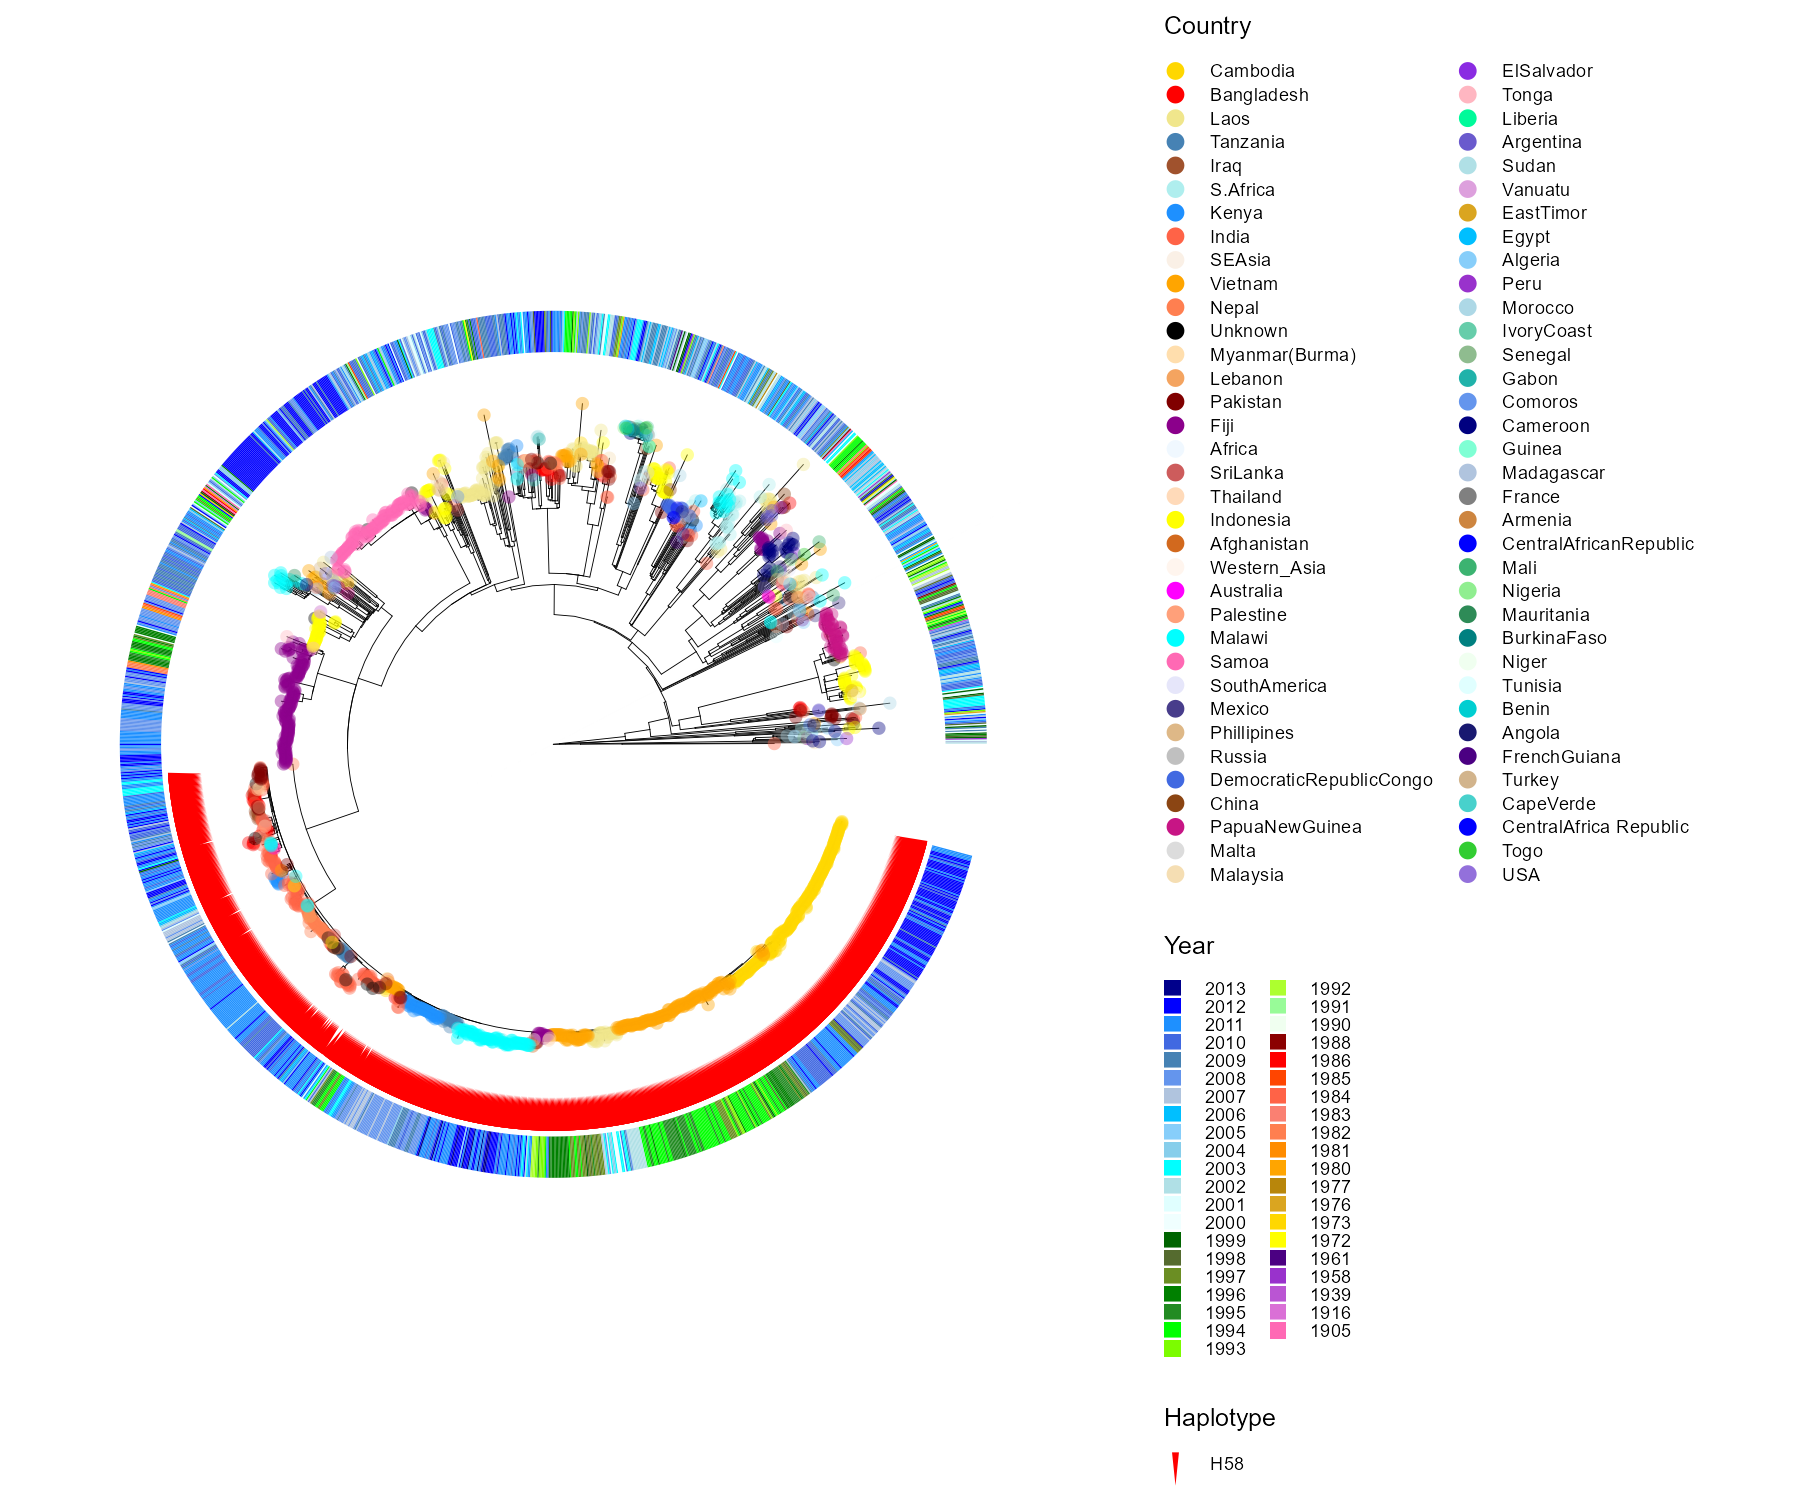 Country
Cambodia
Bangladesh
Laos
Tanzania
Iraq
S.Africa
Kenya
India
SEAsia
Vietnam
Nepal
Unknown
Myanmar(Burma)
Lebanon
Pakistan
Fiji
Africa
SriLanka
Thailand
Indonesia
Afghanistan
Western_Asia
Australia
Palestine
Malawi
Samoa
SouthAmerica
Mexico
Phillipines
Russia
DemocraticRepublicCongo
China
PapuaNewGuinea
Malta
Malaysia
ElSalvador
Tonga
Liberia
Argentina
Sudan
Vanuatu
EastTimor
Egypt
Algeria
Peru
Morocco
IvoryCoast
Senegal
Gabon
Comoros
Cameroon
Guinea
Madagascar
France
Armenia
CentralAfricanRepublic
Mali
Nigeria
Mauritania
BurkinaFaso
Niger
Tunisia
Benin
Angola
FrenchGuiana
Turkey
CapeVerde
CentralAfrica Republic
Togo
USA
Year
2013
2012
2011
2010
2009
2008
2007
2006
2005
2004
2003
2002
2001
2000
1999
1998
1997
1996
1995
1994
1993
1992
1991
1990
1988
1986
1985
1984
1983
1982
1981
1980
1977
1976
1973
1972
1961
1958
1939
1916
1905
Haplotype
H58